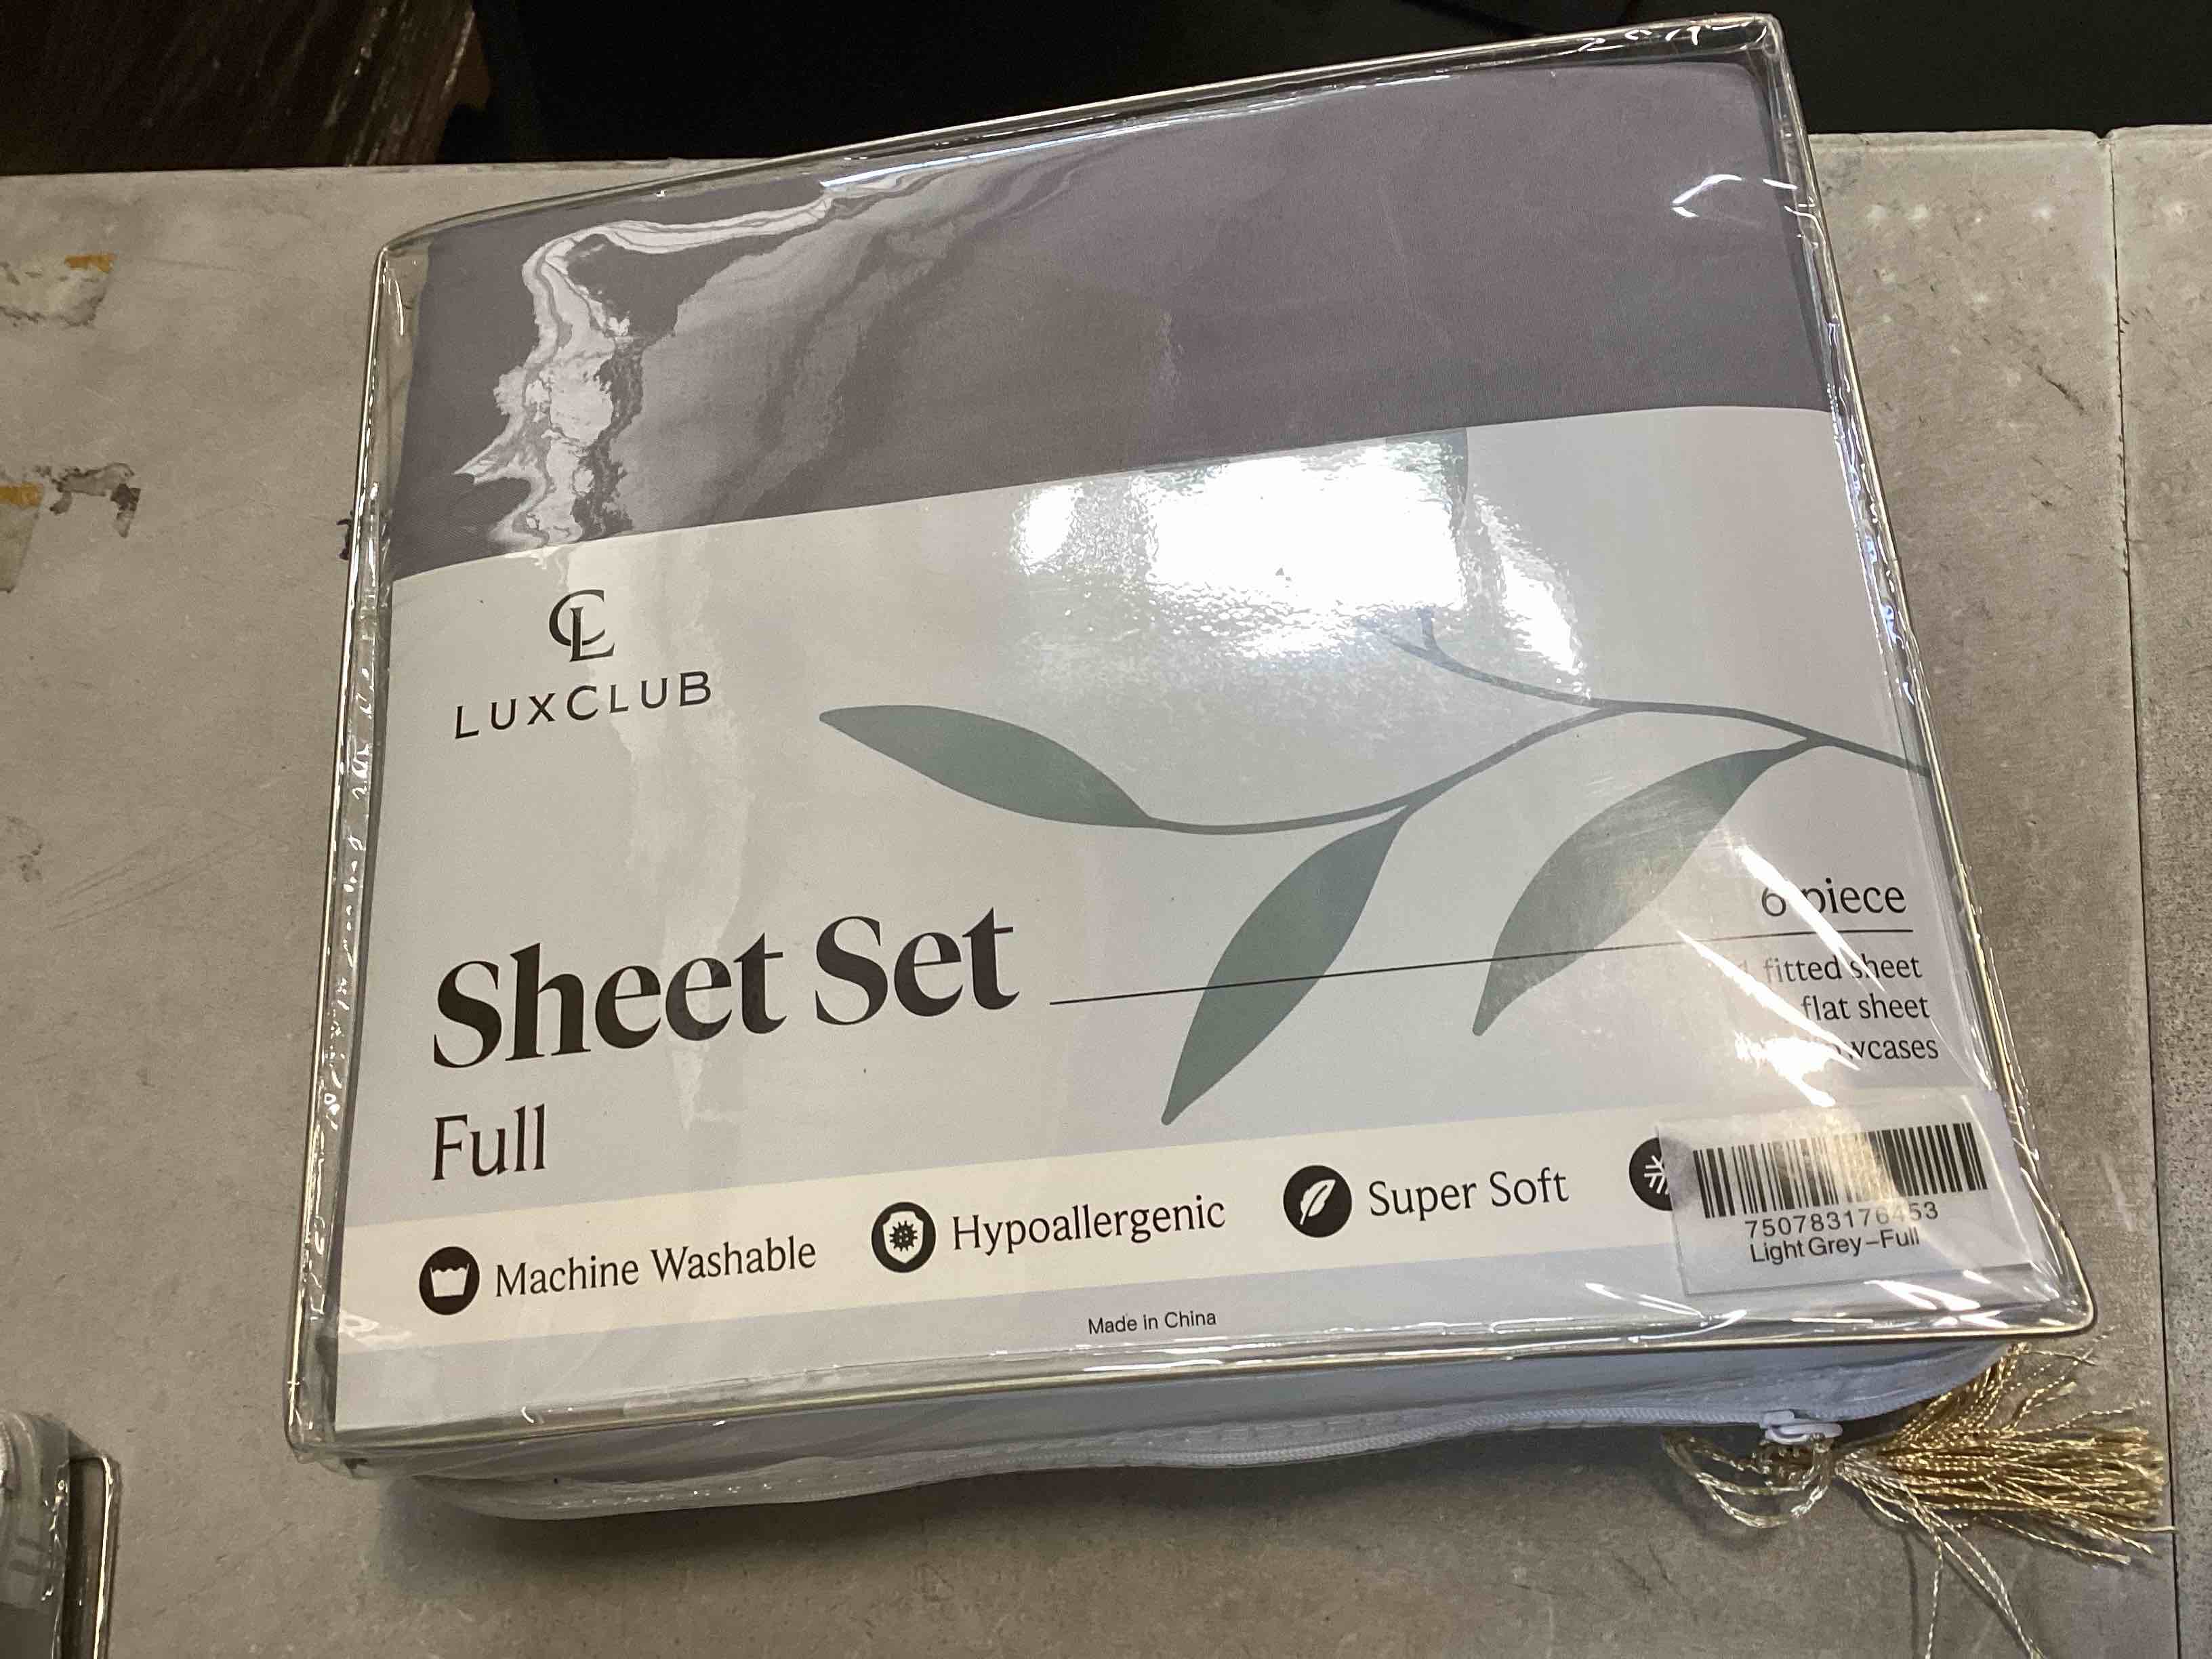 LUXCLUB
Sheet Set
Full
6 piece
fitted sheet
flat sheet
Machine Washable
Hypoallergenic
Super Soft
750783176453
Light Grey-Full
Made in China